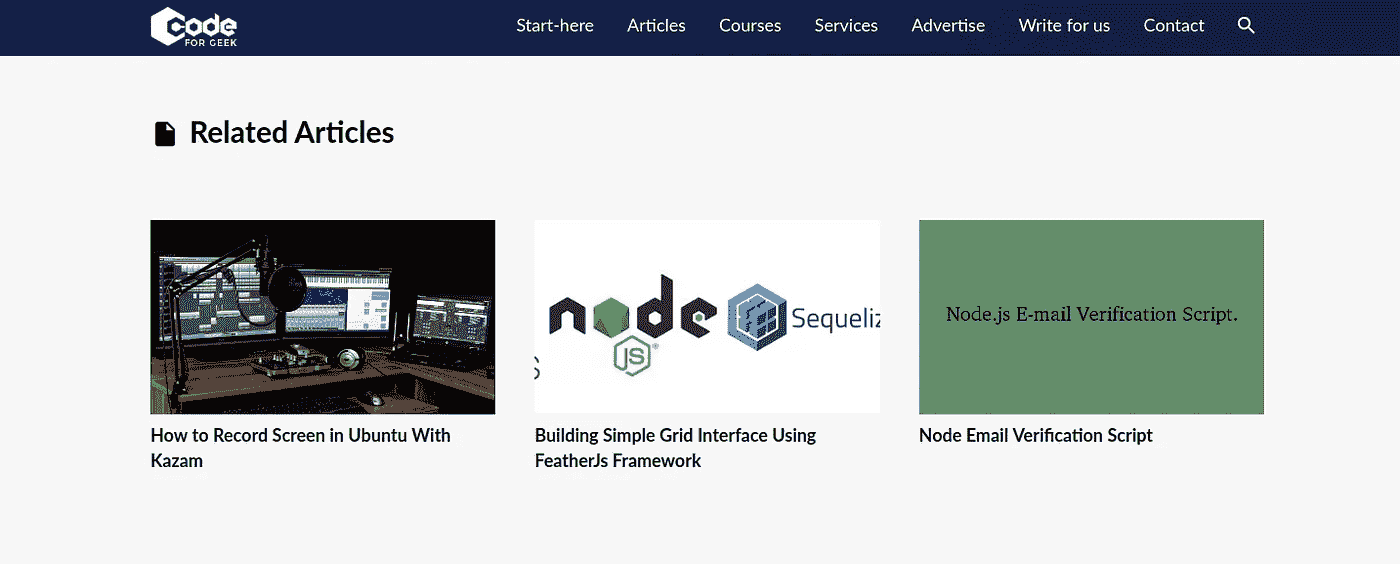 code
FOR GEEK
Start-here Articles Courses Services Advertise Write for us Contact
Related Articles
node
JS
Sequeliz
S
Node.js E-mail Verification Script.
How to Record Screen in Ubuntu With
Kazam
Building Simple Grid Interface Using
FeatherJs Framework
Node Email Verification Script